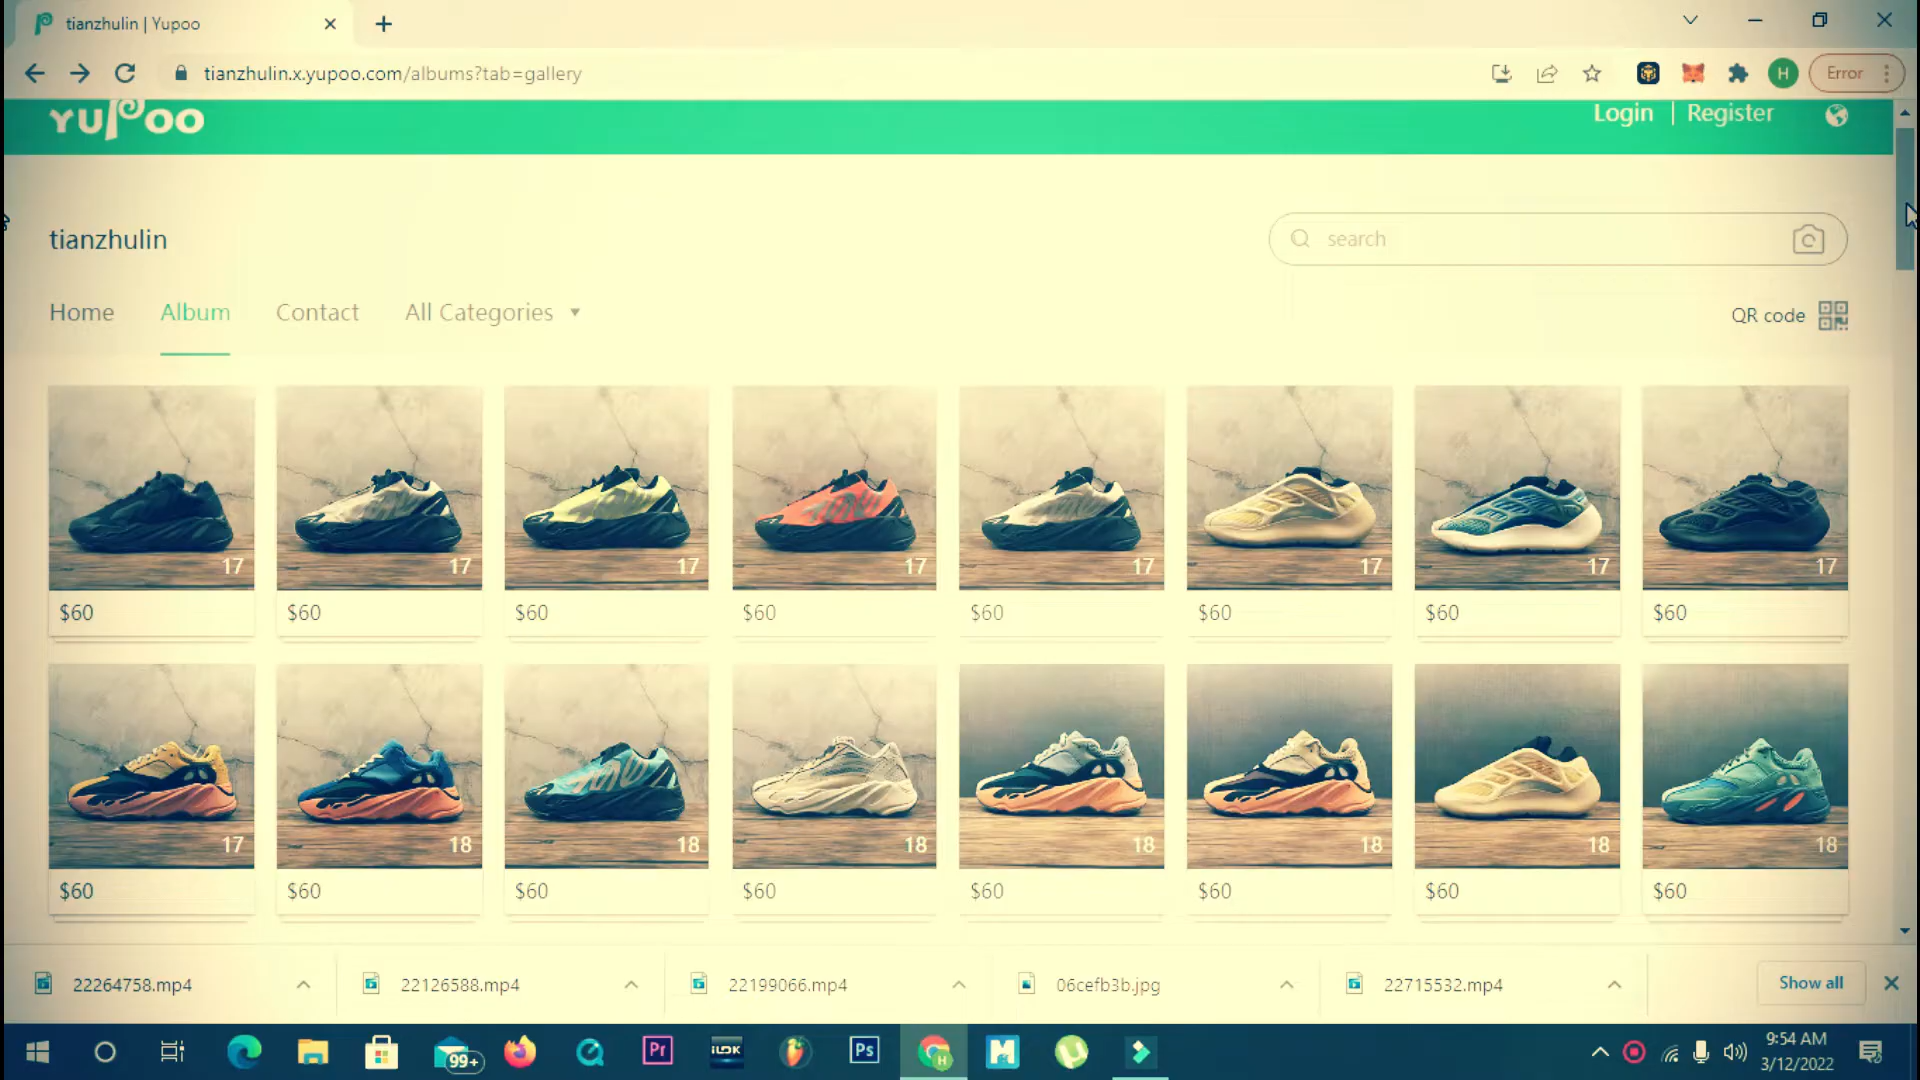 tianzhulin | Yupoo
tianzhulin.x.yupoo.com/albums?tab=gallery
H
Error
YUPOO
Login | Register
tianzhulin
search
Home
Album
Contact
All Categories
QR code
17
17
17
17
17
17
17
17
$60
$60
$60
$60
$60
$60
$60
$60
17
18
18
18
18
18
18
18
$60
$60
$60
$60
$60
$60
$60
$60
22264758.mp4
22126588.mp4
22199066.mp4
06cefb3b.jpg
22715532.mp4
Show all
99+
Pr
iLDK
Ps
H
9:54 AM
3/12/2022